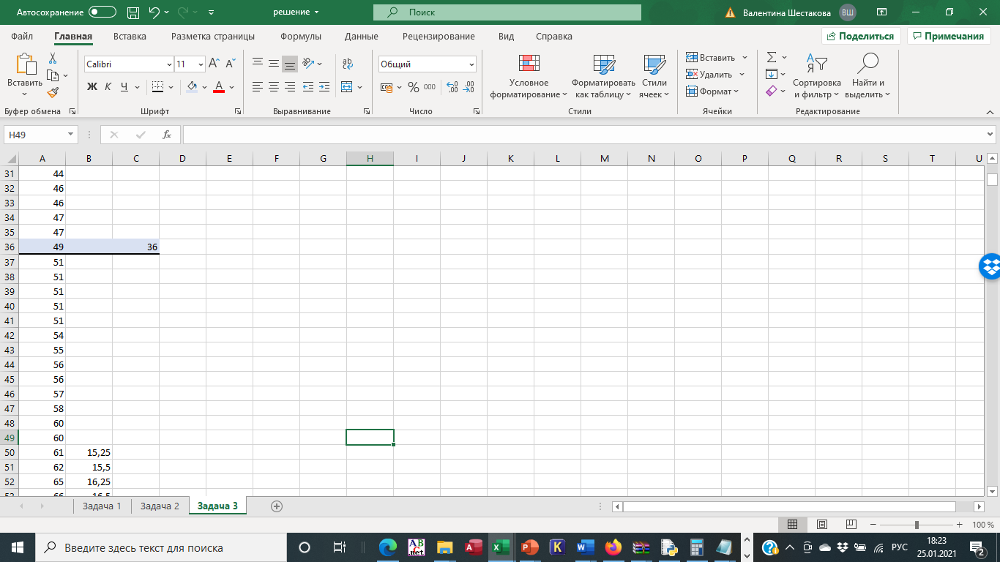 Автосохранение решение Поиск Валентина Шестакова ВШ
Файл Главная Вставка Разметка страницы Формулы Данные Рецензирование Вид Справка Поделиться Примечания
Вставить
Calibri 11
Ж К Ч
Общий
% 000
Условное форматирование
Форматировать как таблицу
Стили ячеек
Вставить
Удалить
Формат
Сортировка и фильтр
Найти и выделить
Буфер обмена Шрифт Выравнивание Число Стили Ячейки Редактирование
H49 fx
A B C D E F G H I J K L M N O P Q R S T U
31 44
32 46
33 46
34 47
35 47
36 49 36
37 51
38 51
39 51
40 51
41 51
42 54
43 55
44 56
45 56
46 57
47 58
48 60
49 60
50 61 15,25
51 62 15,5
52 65 16,25
53 66 16,5
Задача 1 Задача 2 Задача 3
100 %
Введите здесь текст для поиска
РУС
18:23
25.01.2021
2